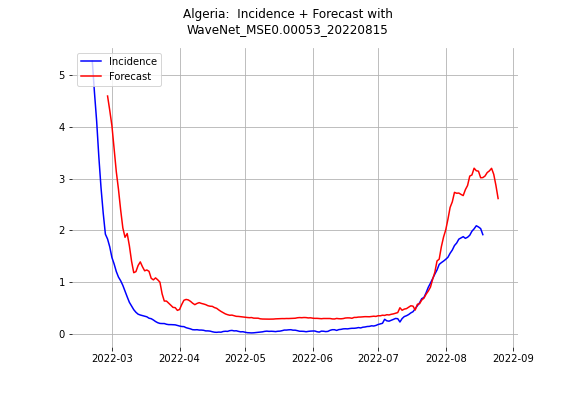 Algeria:  Incidence + Forecast with
WaveNet_MSE0.00053_20220815
Incidence
Forecast
5
4
3
2
1
0
2022-03 2022-04 2022-05 2022-06 2022-07 2022-08 2022-09